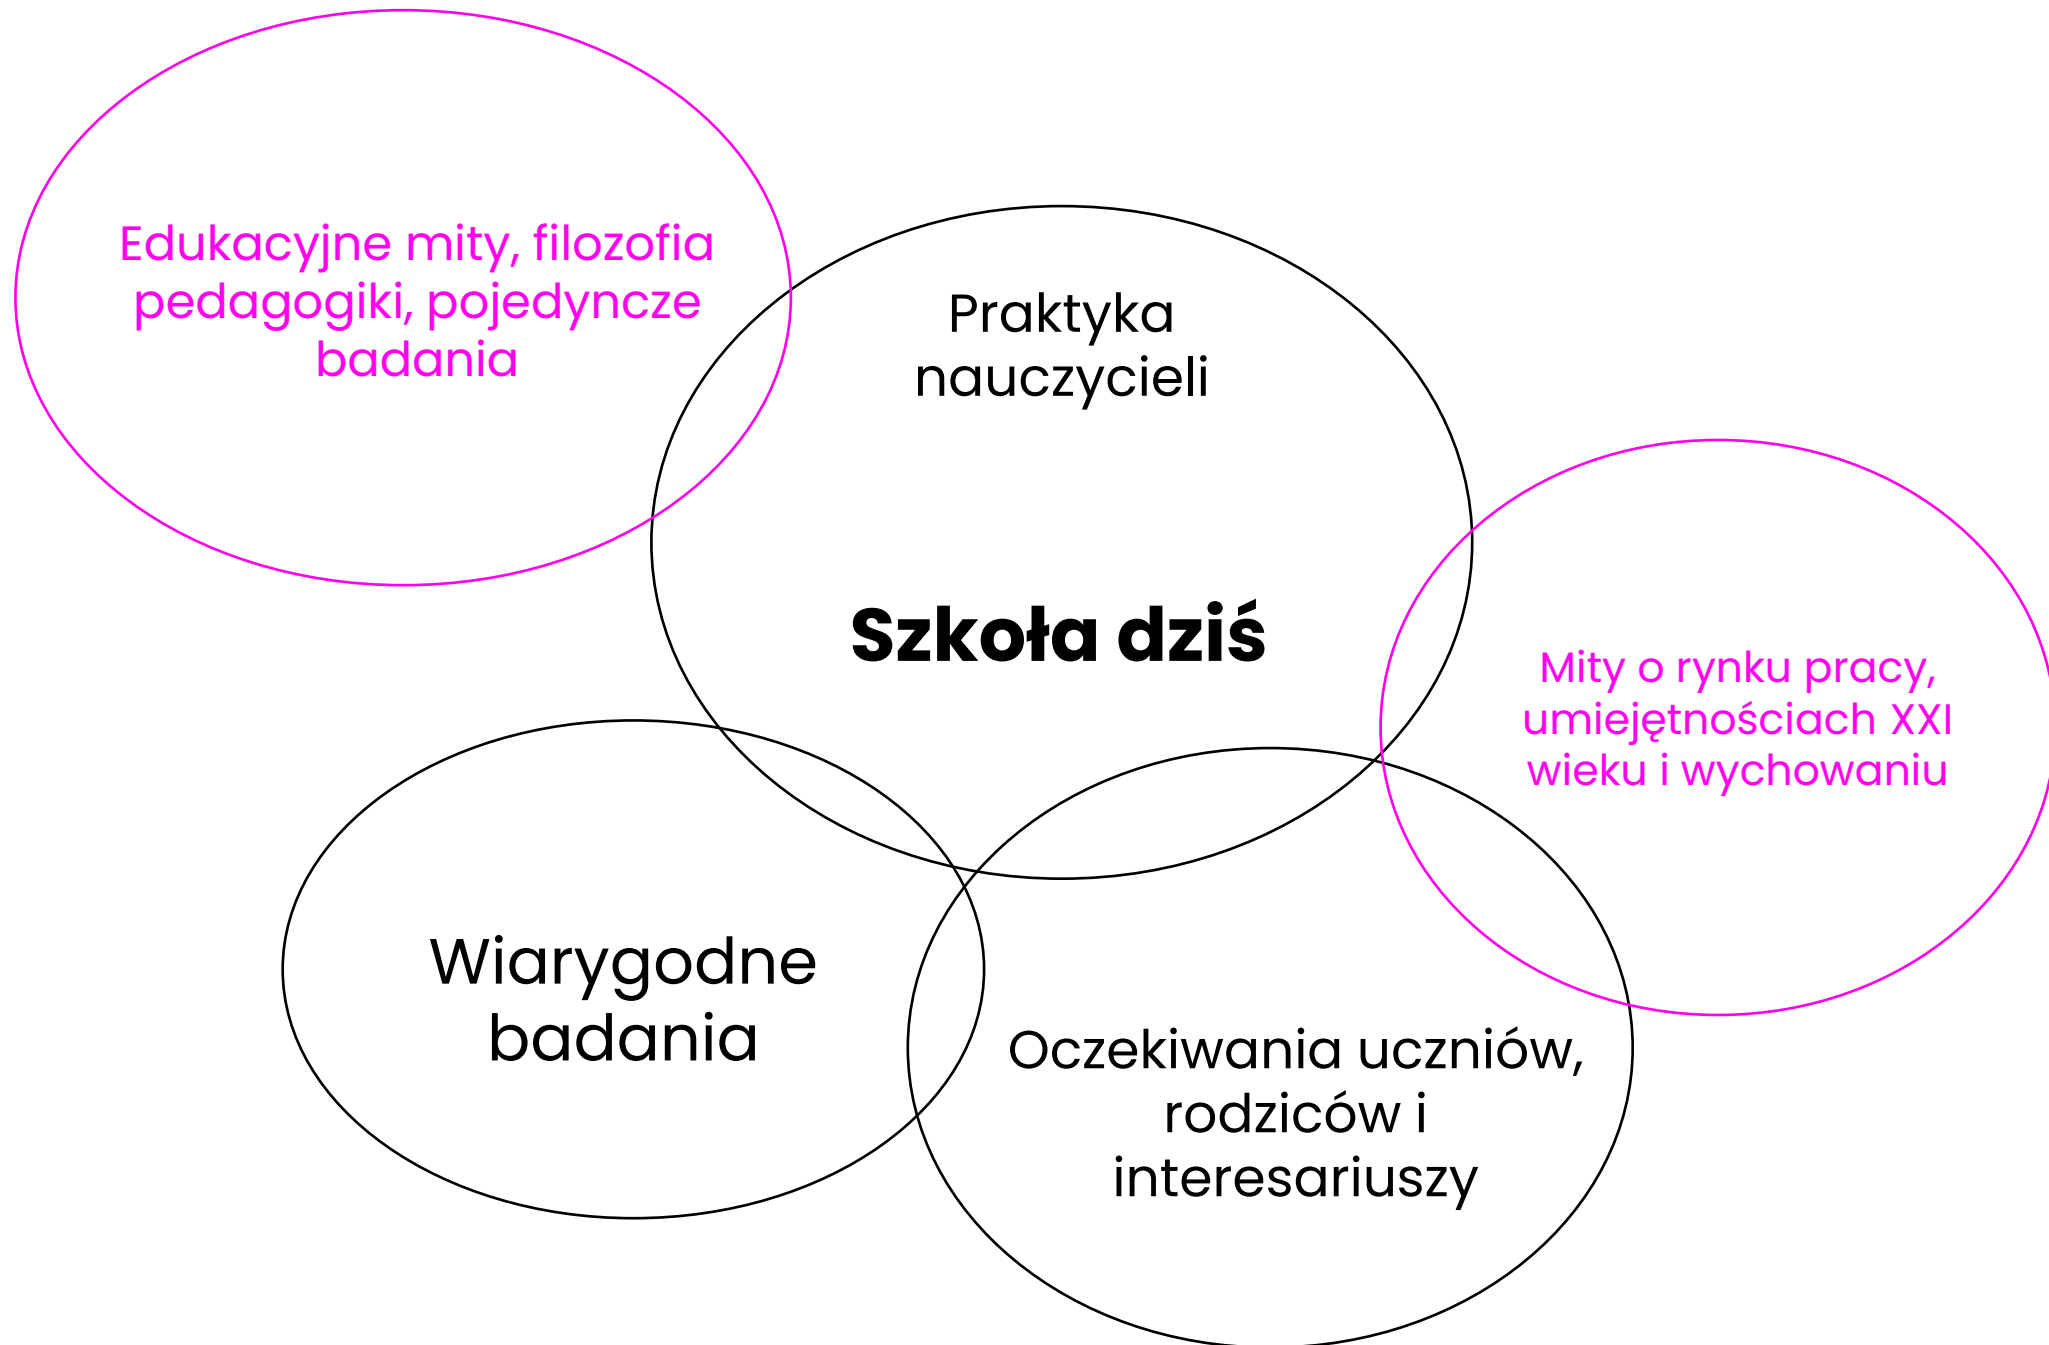 Edukacyjne mity, filozofia
pedagogiki, pojedyncze
badania
Praktyka
nauczycieli
Szkoła dziś
Mity o rynku pracy,
umiejętnościach XXI
wieku i wychowaniu
Wiarygodne
badania
Oczekiwania uczniów,
rodziców i
interesariuszy